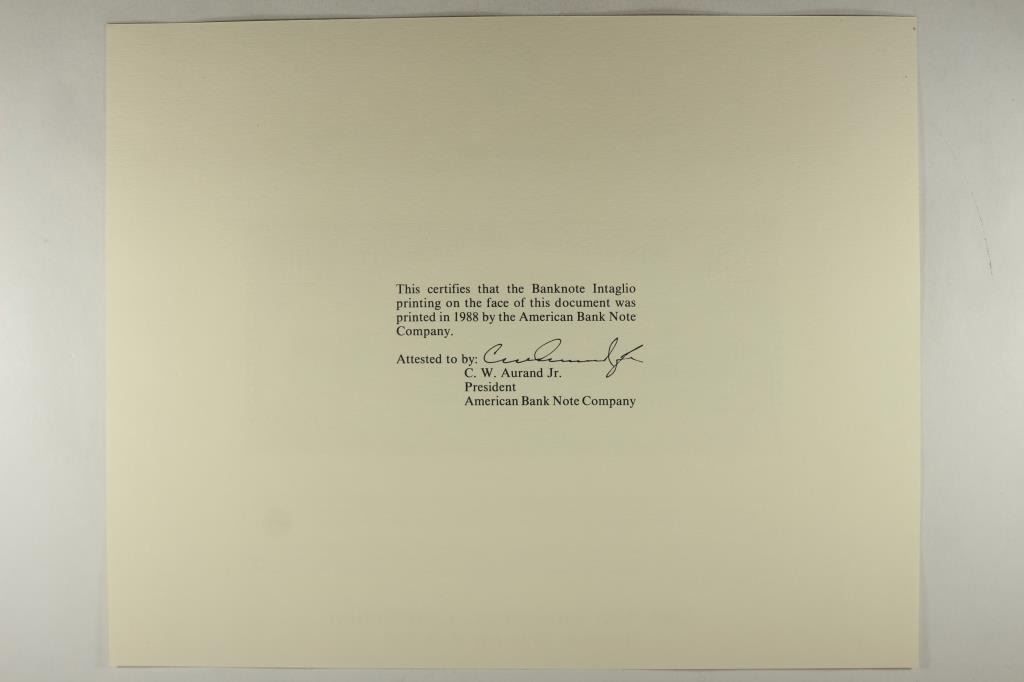 This certifies that the Banknote Intaglio
printing on the face of this document was
printed in 1988 by the American Bank Note
Company.
Attested to by:
C. W. Aurand Jr.
President
American Bank Note Company